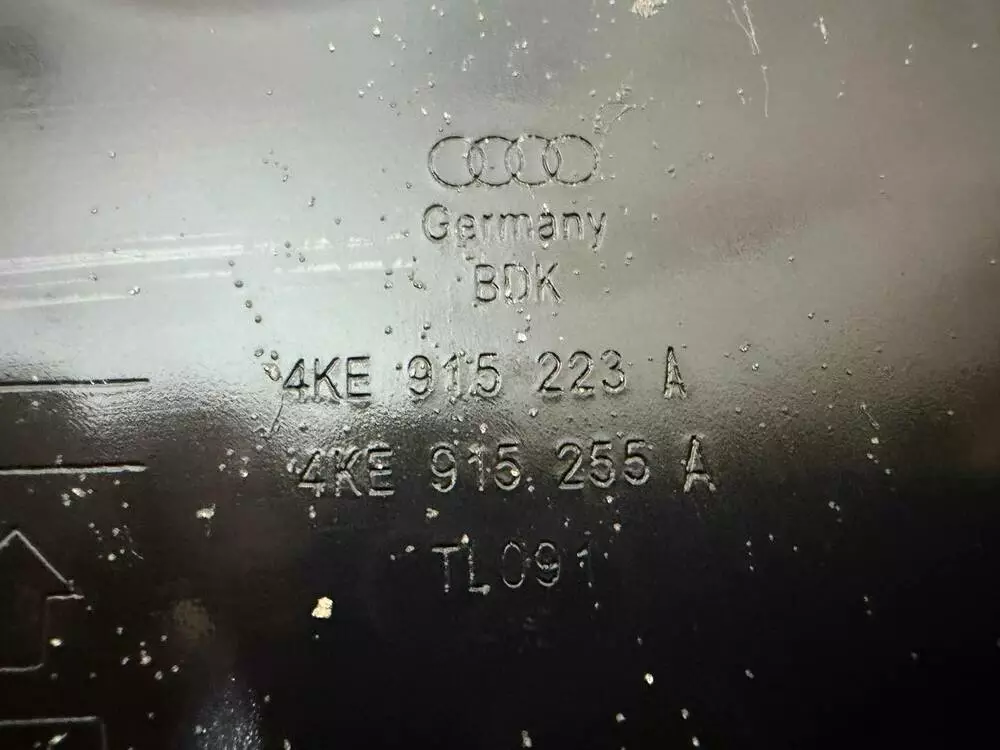 Germany
BDK
4KE 915 223 A
4KE 915 255 A
TL091